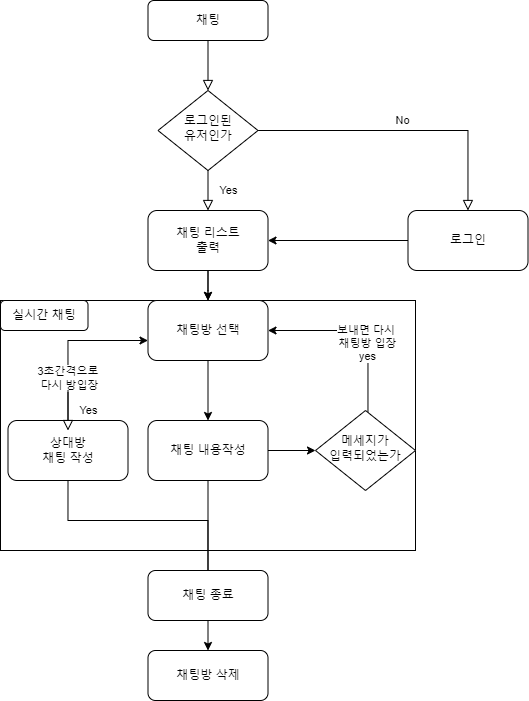 채팅
로그인된
유저인가
No
Yes
채팅 리스트
출력
로그인
실시간 채팅
채팅방 선택
보내면 다시
채팅방 입장
yes
3초간격으로
다시 방입장
Yes
상대방
채팅 작성
채팅 내용작성
메세지가
입력되었는가
채팅 종료
채팅방 삭제